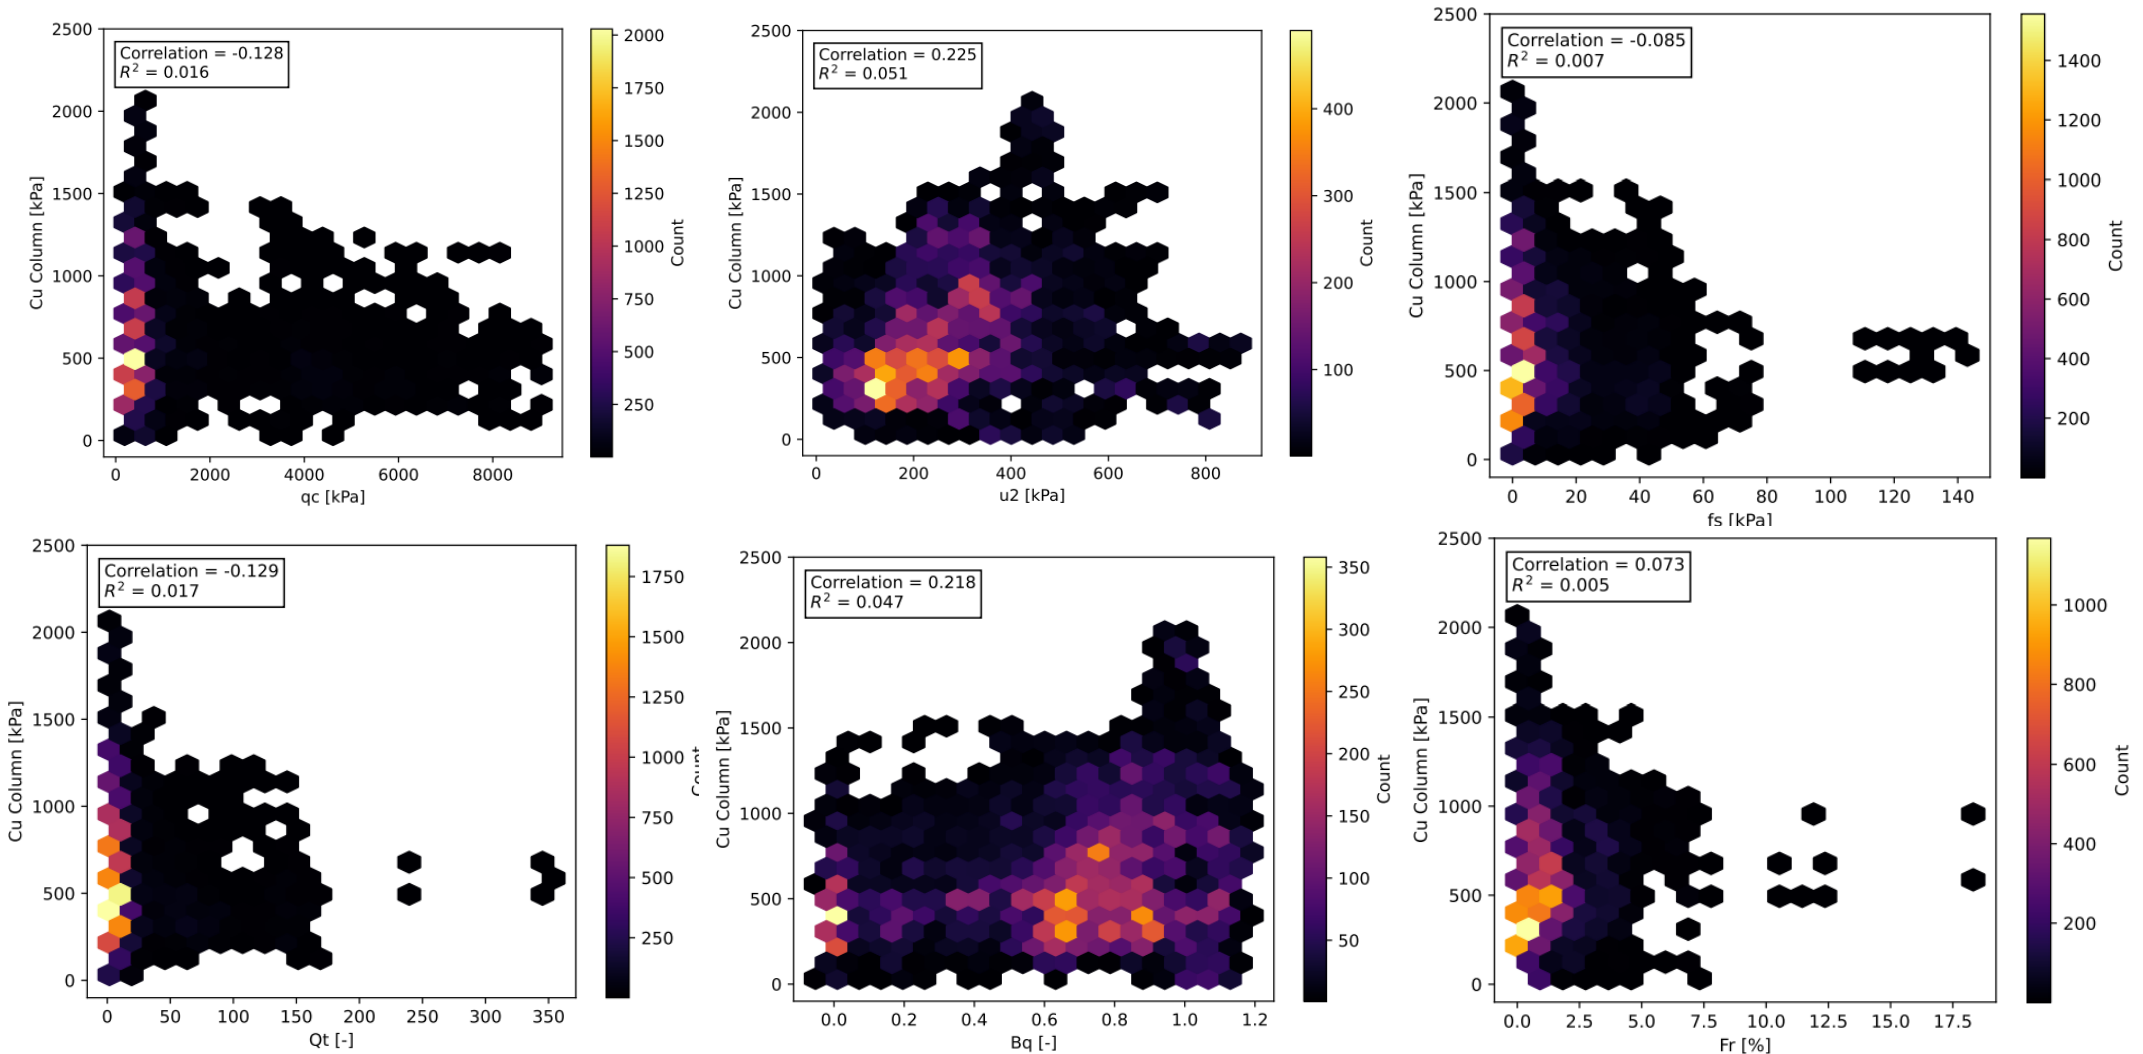 Correlation = -0.128
R² = 0.016
2500
2000
1500
1000
500
0
Cu Column [kPa]
0 2000 4000 6000 8000
qc [kPa]
2000
1750
1500
1250
1000
750
500
250
Count
Correlation = 0.225
R² = 0.051
2500
2000
1500
1000
500
0
Cu Column [kPa]
0 200 400 600 800
u2 [kPa]
400
300
200
100
Count
Correlation = -0.085
R² = 0.007
2500
2000
1500
1000
500
0
Cu Column [kPa]
0 20 40 60 80 100 120 140
fs [kPa]
1400
1200
1000
800
600
400
200
Count
Correlation = -0.129
R² = 0.017
2500
2000
1500
1000
500
0
Cu Column [kPa]
0 50 100 150 200 250 300 350
Qt [-]
1750
1500
1250
1000
750
500
250
Count
Correlation = 0.218
R² = 0.047
2500
2000
1500
1000
500
0
Cu Column [kPa]
0.0 0.2 0.4 0.6 0.8 1.0 1.2
Bq [-]
350
300
250
200
150
100
50
Count
Correlation = 0.073
R² = 0.005
2500
2000
1500
1000
500
0
Cu Column [kPa]
0.0 2.5 5.0 7.5 10.0 12.5 15.0 17.5
Fr [%]
1000
800
600
400
200
Count